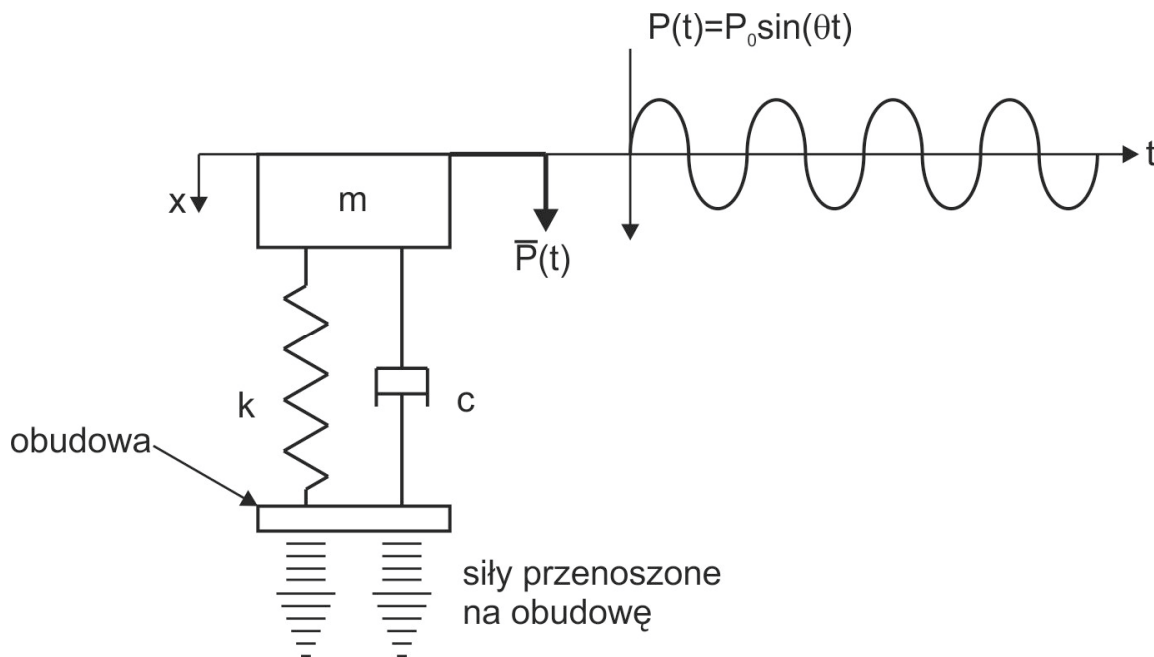 P(t)=P₀sin(θt)
t
x
m
P̅(t)
k
c
obudowa
siły przenoszone
na obudowę